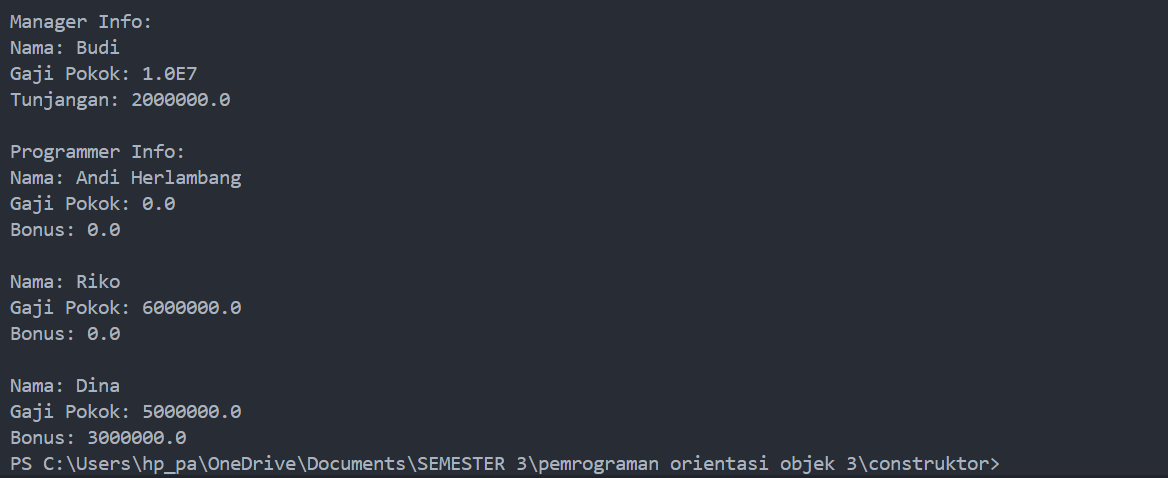 Manager Info:
Nama: Budi
Gaji Pokok: 1.0E7
Tunjangan: 2000000.0
Programmer Info:
Nama: Andi Herlambang
Gaji Pokok: 0.0
Bonus: 0.0
Nama: Riko
Gaji Pokok: 6000000.0
Bonus: 0.0
Nama: Dina
Gaji Pokok: 5000000.0
Bonus: 3000000.0
PS C:\Users\hp_pa\OneDrive\Documents\SEMESTER 3\pemrograman orientasi objek 3\construktor>